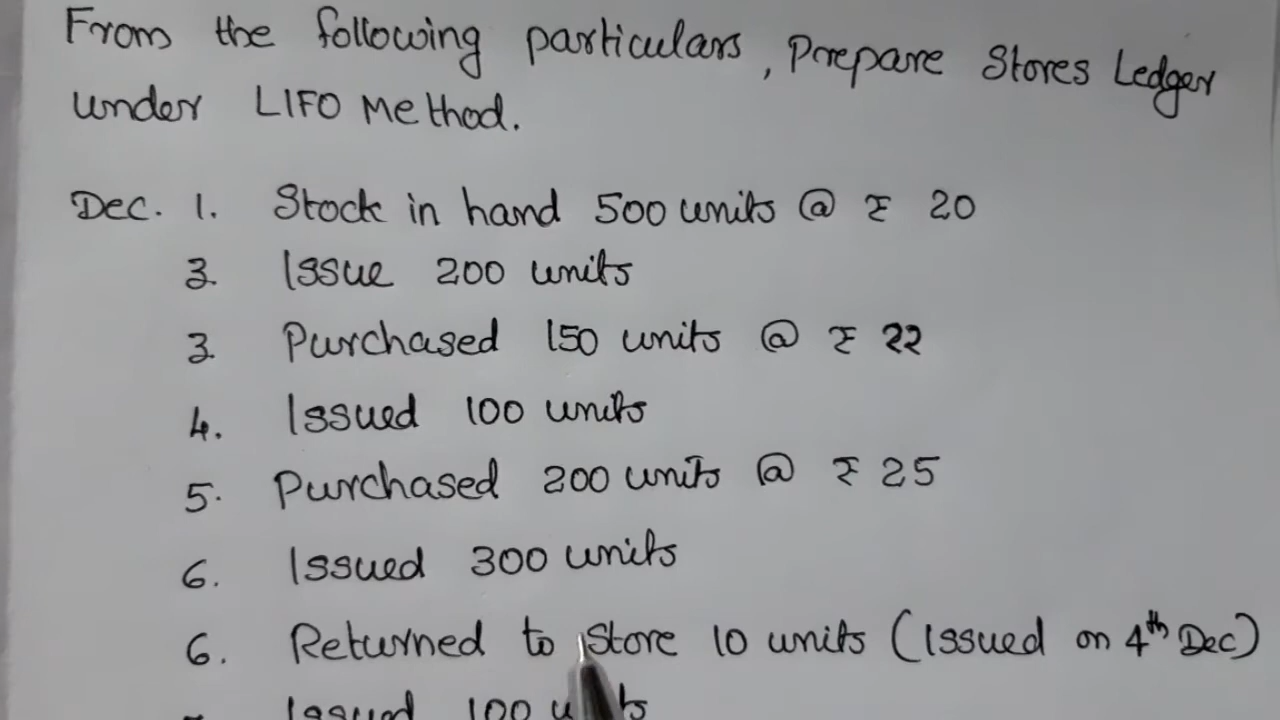 From the following particulars, Prepare Stores Ledger
under LIFO Method.
Dec. 1. Stock in hand 500 units @ ₹ 20
3. Issue 200 units
3. Purchased 150 units @ ₹ 22
4. Issued 100 units
5. Purchased 200 units @ ₹ 25
6. Issued 300 units
6. Returned to Store 10 units (Issued on 4th Dec)
Issued 100